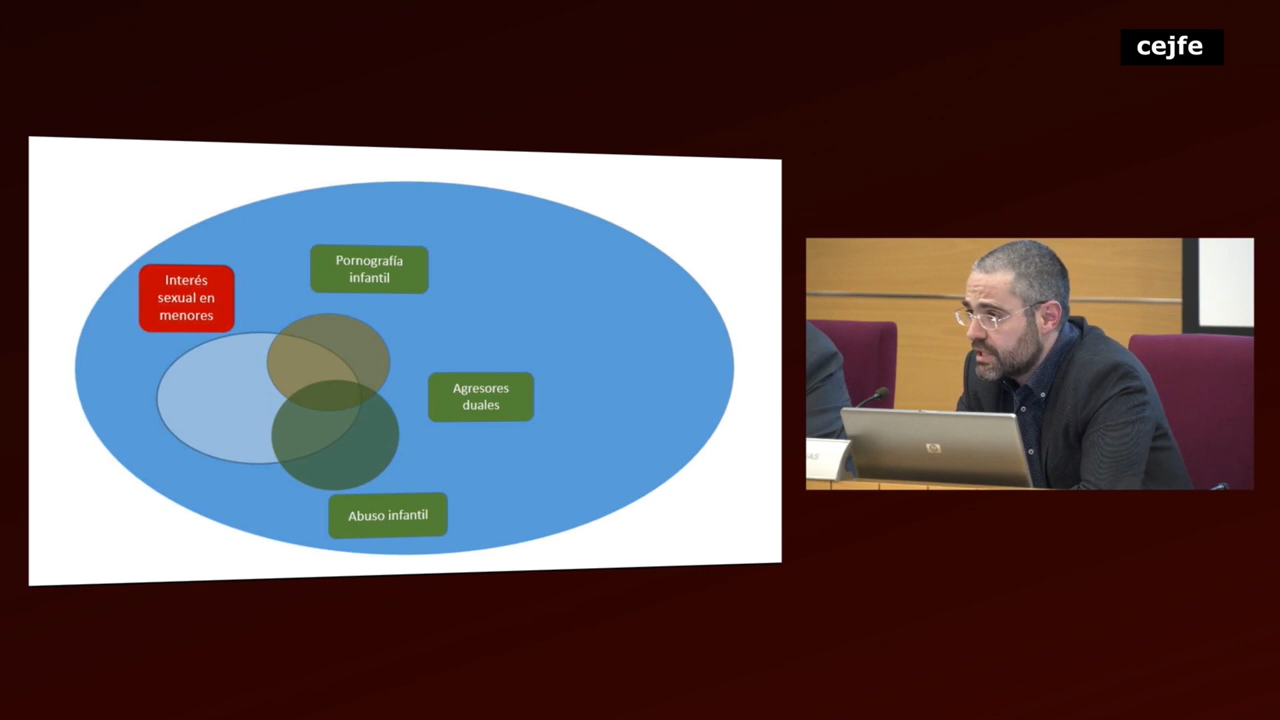 cejfe
Interés
sexual en
menores
Pornografía
infantil
Agresores
duales
Abuso infantil